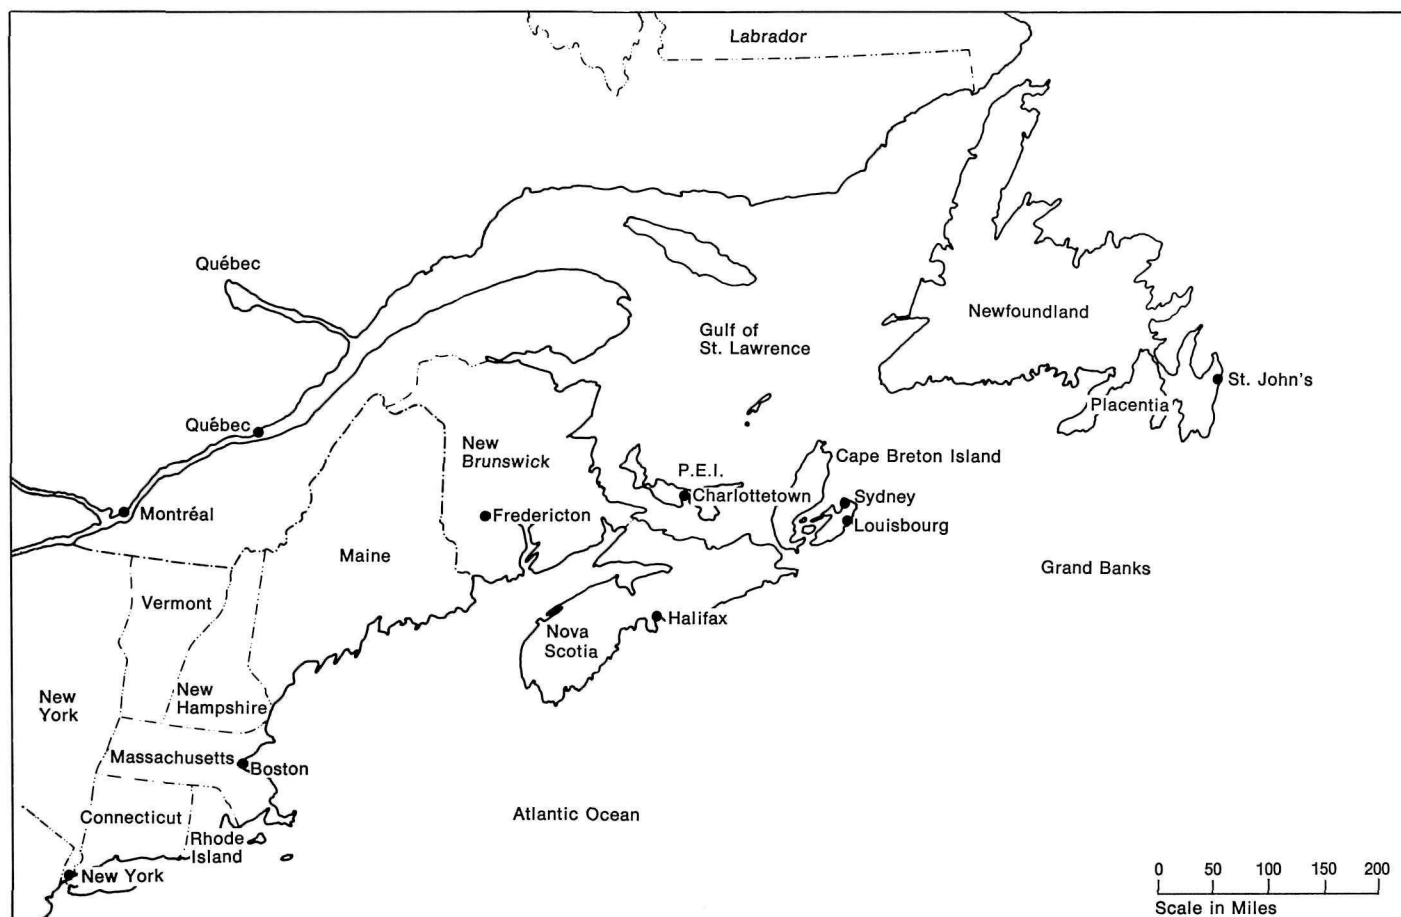 Labrador
Québec
Gulf of
St. Lawrence
Newfoundland
St. John's
Placentia
Québec
New
Brunswick
Cape Breton Island
P.E.I.
Charlottetown
Sydney
Louisbourg
Montréal
Fredericton
Maine
Grand Banks
Vermont
Halifax
Nova
Scotia
New
York
New
Hampshire
Massachusetts
Boston
Connecticut
Atlantic Ocean
Rhode
Island
New York
0 50 100 150 200
Scale in Miles